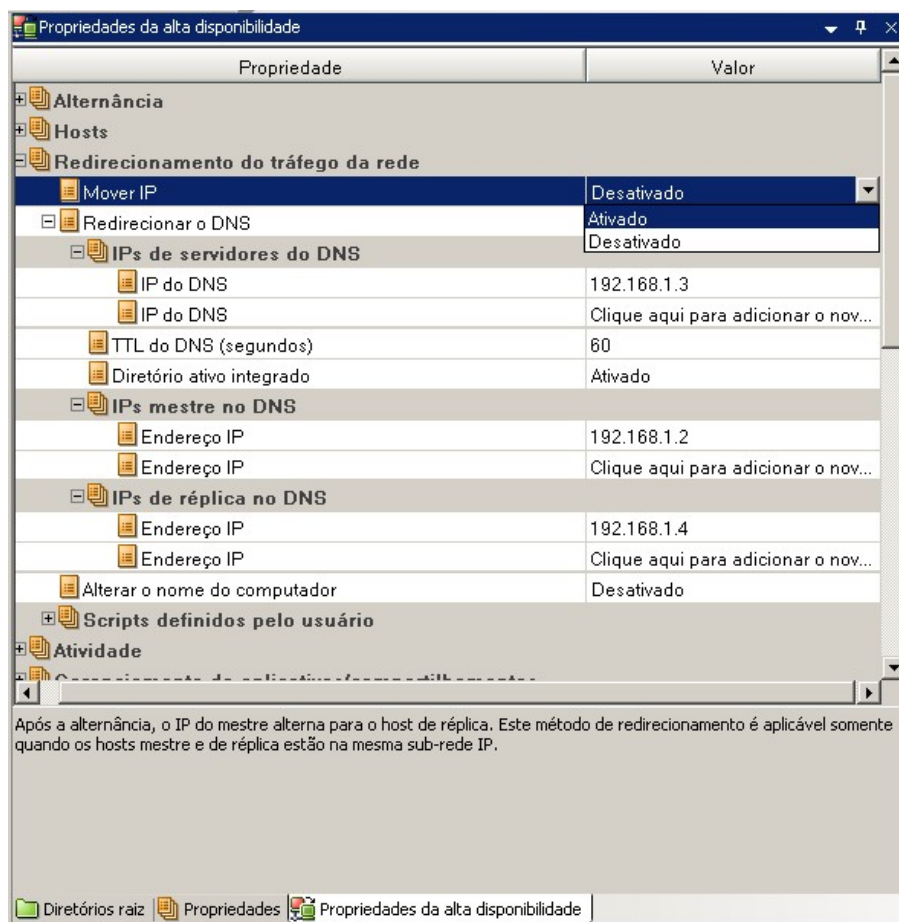 Propriedades da alta disponibilidade
Propriedade Valor
Alternância
Hosts
Redirecionamento do tráfego da rede
Mover IP Desativado
Ativado
Redirecionar o DNS
Desativado
IPs de servidores do DNS
IP do DNS 192.168.1.3
IP do DNS Clique aqui para adicionar o nov...
TTL do DNS (segundos) 60
Diretório ativo integrado Ativado
IPs mestre no DNS
Endereço IP 192.168.1.2
Endereço IP Clique aqui para adicionar o nov...
IPs de réplica no DNS
Endereço IP 192.168.1.4
Endereço IP Clique aqui para adicionar o nov...
Alterar o nome do computador Desativado
Scripts definidos pelo usuário
Atividade
Após a alternância, o IP do mestre alterna para o host de réplica. Este método de redirecionamento é aplicável somente
quando os hosts mestre e de réplica estão na mesma sub-rede IP.
Diretórios raiz Propriedades Propriedades da alta disponibilidade